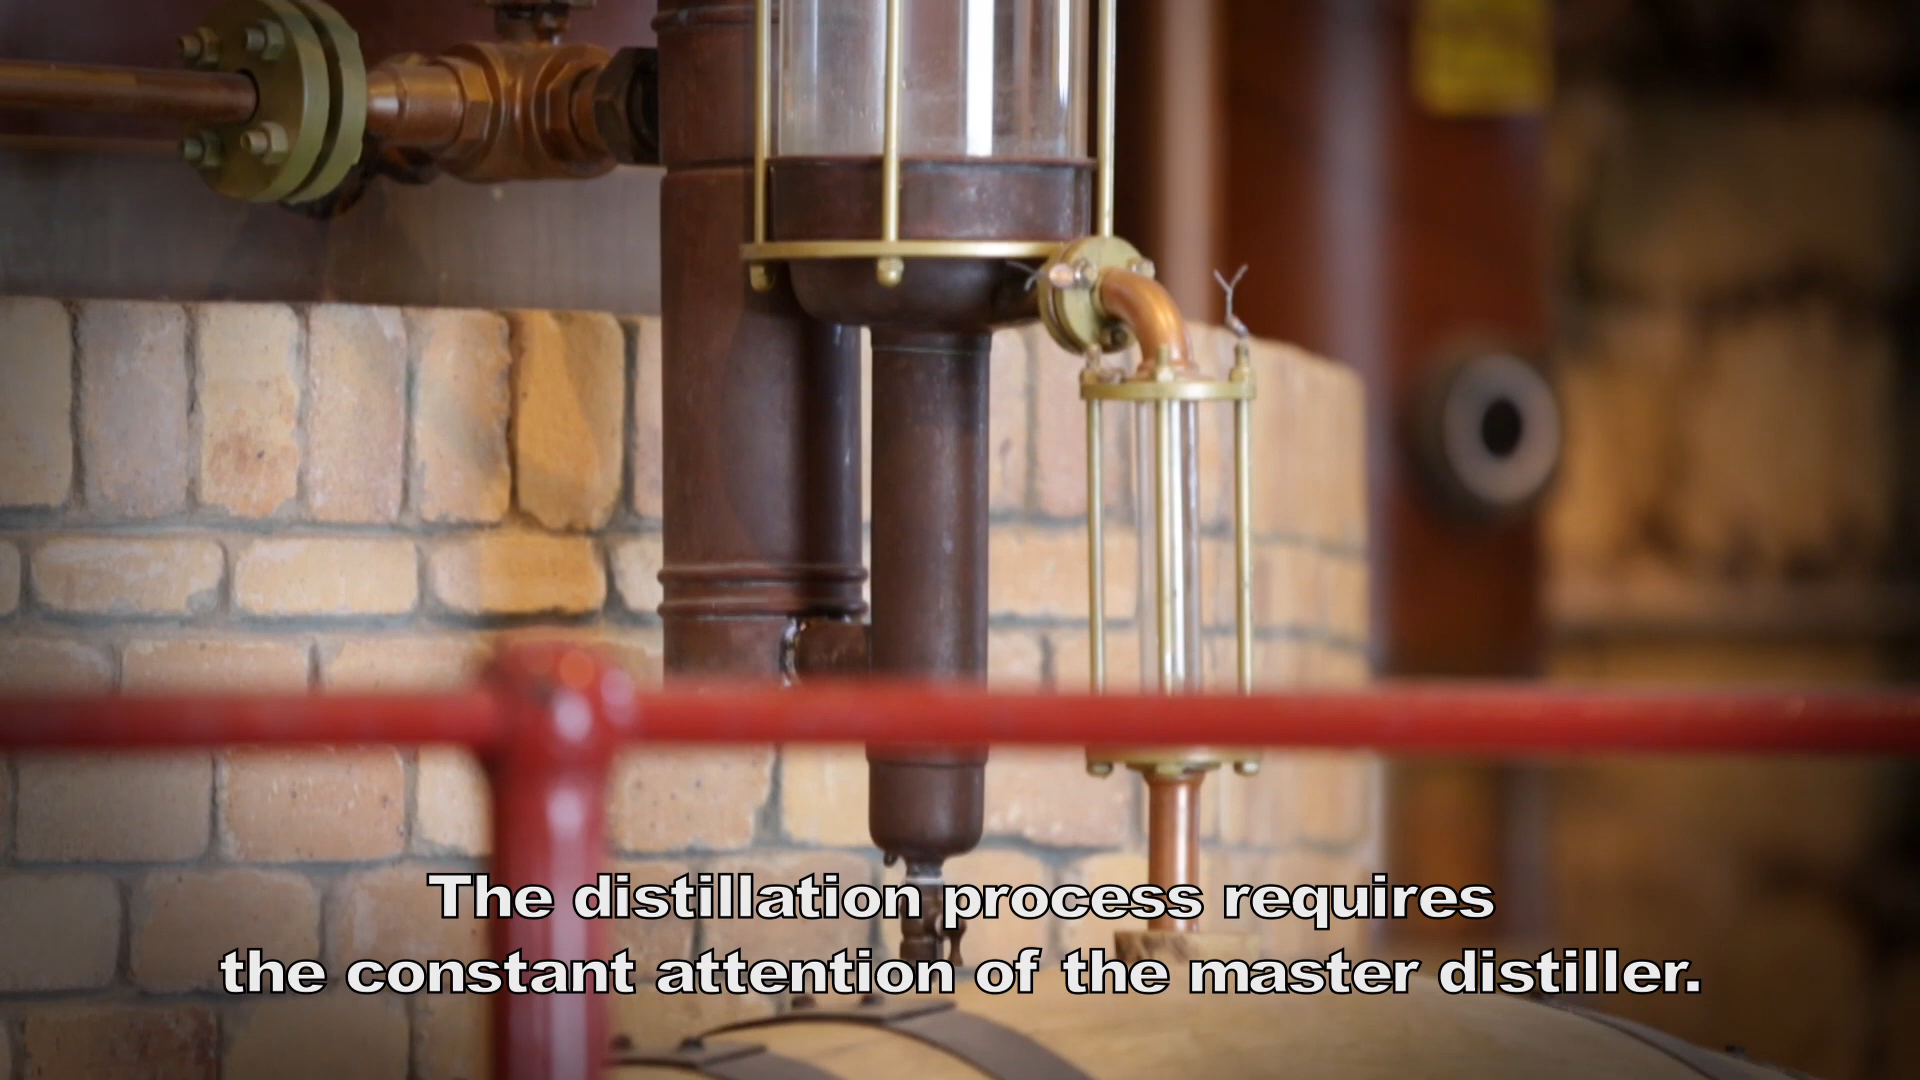 The distillation process requires
the constant attention of the master distiller.